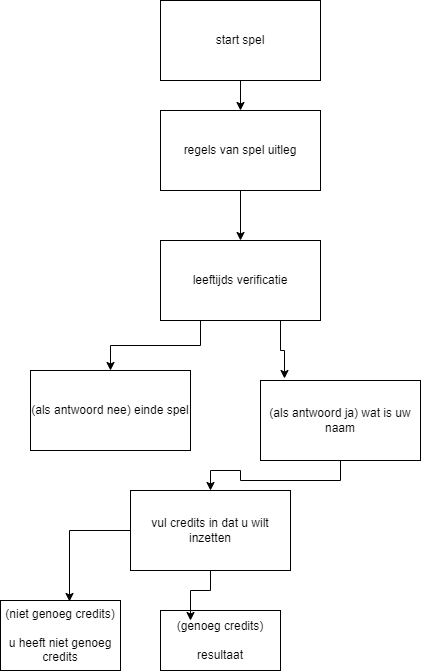 start spel
regels van spel uitleg
leeftijds verificatie
(als antwoord nee) einde spel
(als antwoord ja) wat is uw
naam
vul credits in dat u wilt
inzetten
(niet genoeg credits)
u heeft niet genoeg
credits
(genoeg credits)
resultaat